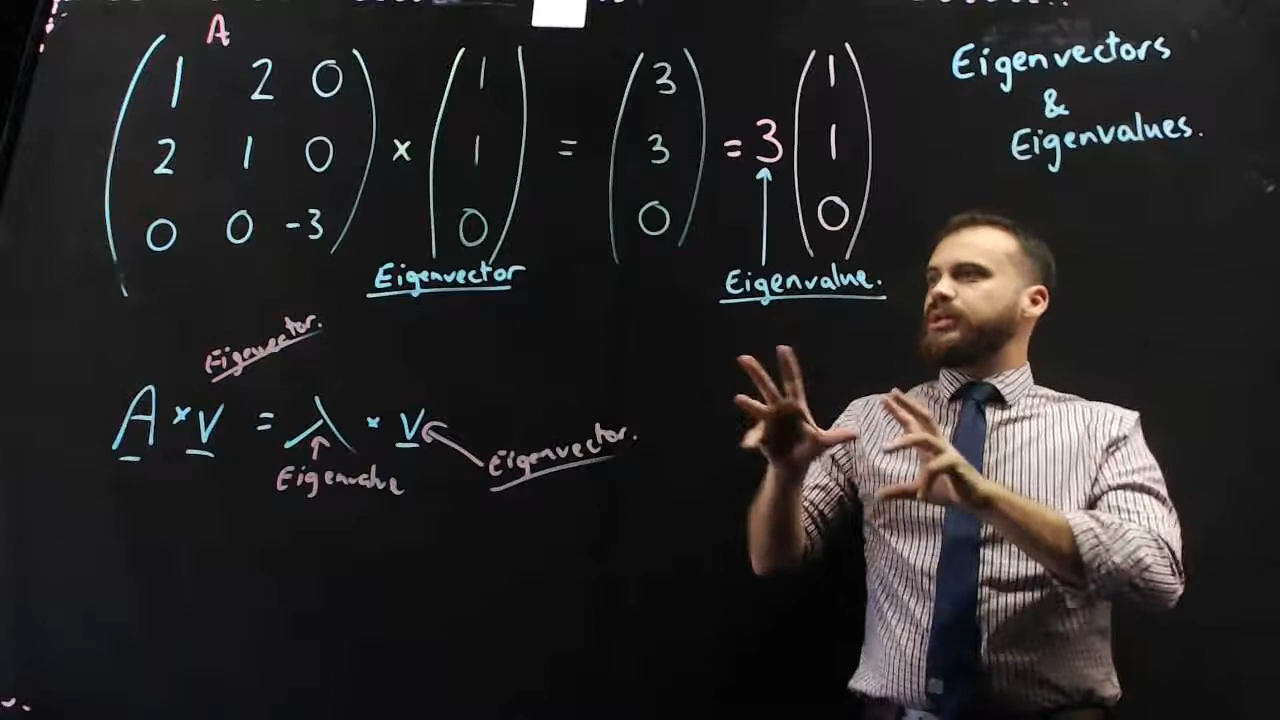 A
1 2 0
2 1 0
0 0 -3
×
1
1
0
=
3
3
0
= 3
1
1
0
Eigenvectors
&
Eigenvalues.
Eigenvector
Eigenvalue.
Eigenvector.
A × v = λ × v
Eigenvalue
Eigenvector.